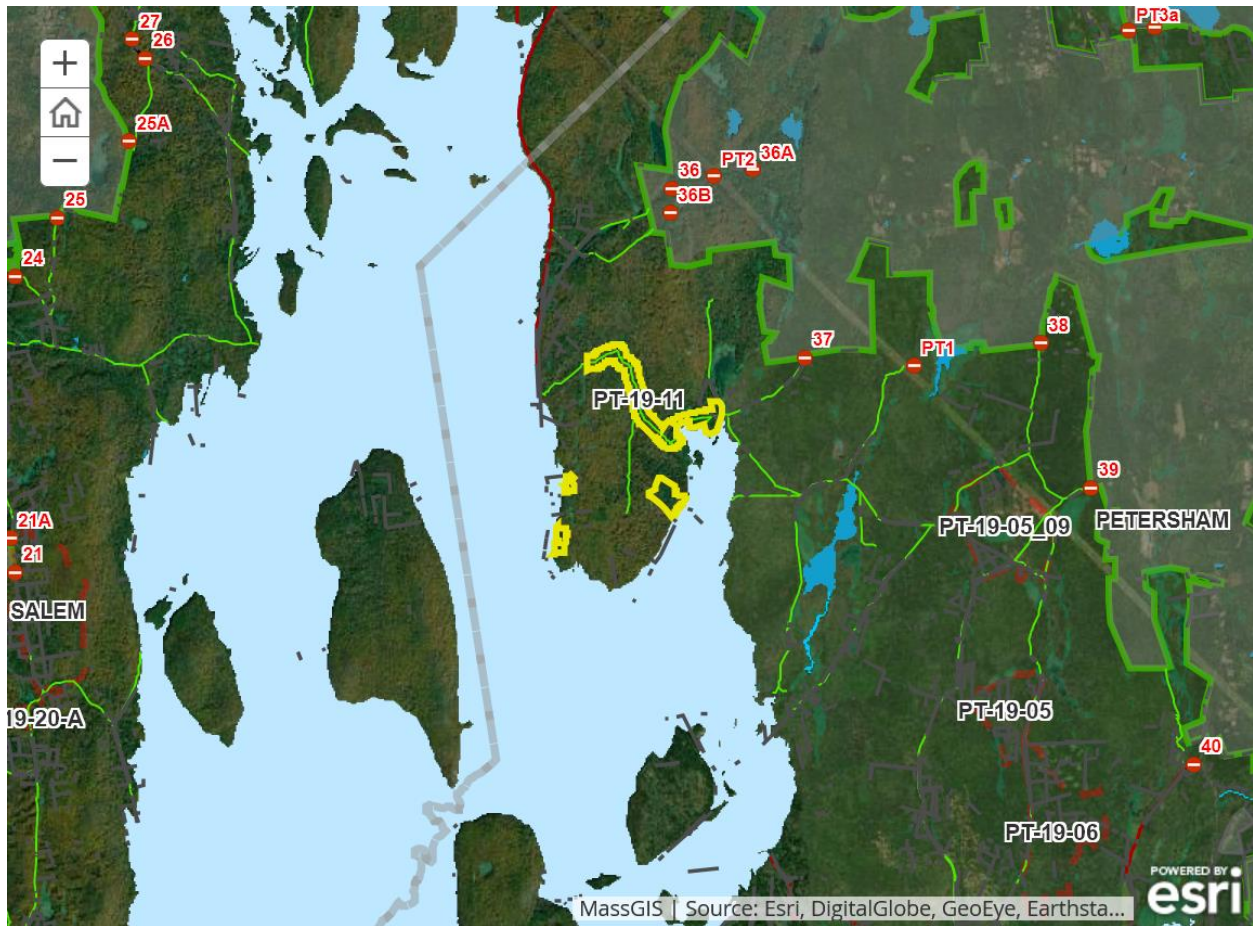 27
26
PT3a
+
−
25A
36A
PT2
36
36B
25
24
38
37
PT1
PT-19-11
39
PT-19-05_09
PETERSHAM
21A
21
SALEM
PT-19-05
19-20-A
40
PT-19-06
POWERED BY
esri
MassGIS | Source: Esri, DigitalGlobe, GeoEye, Earthsta...